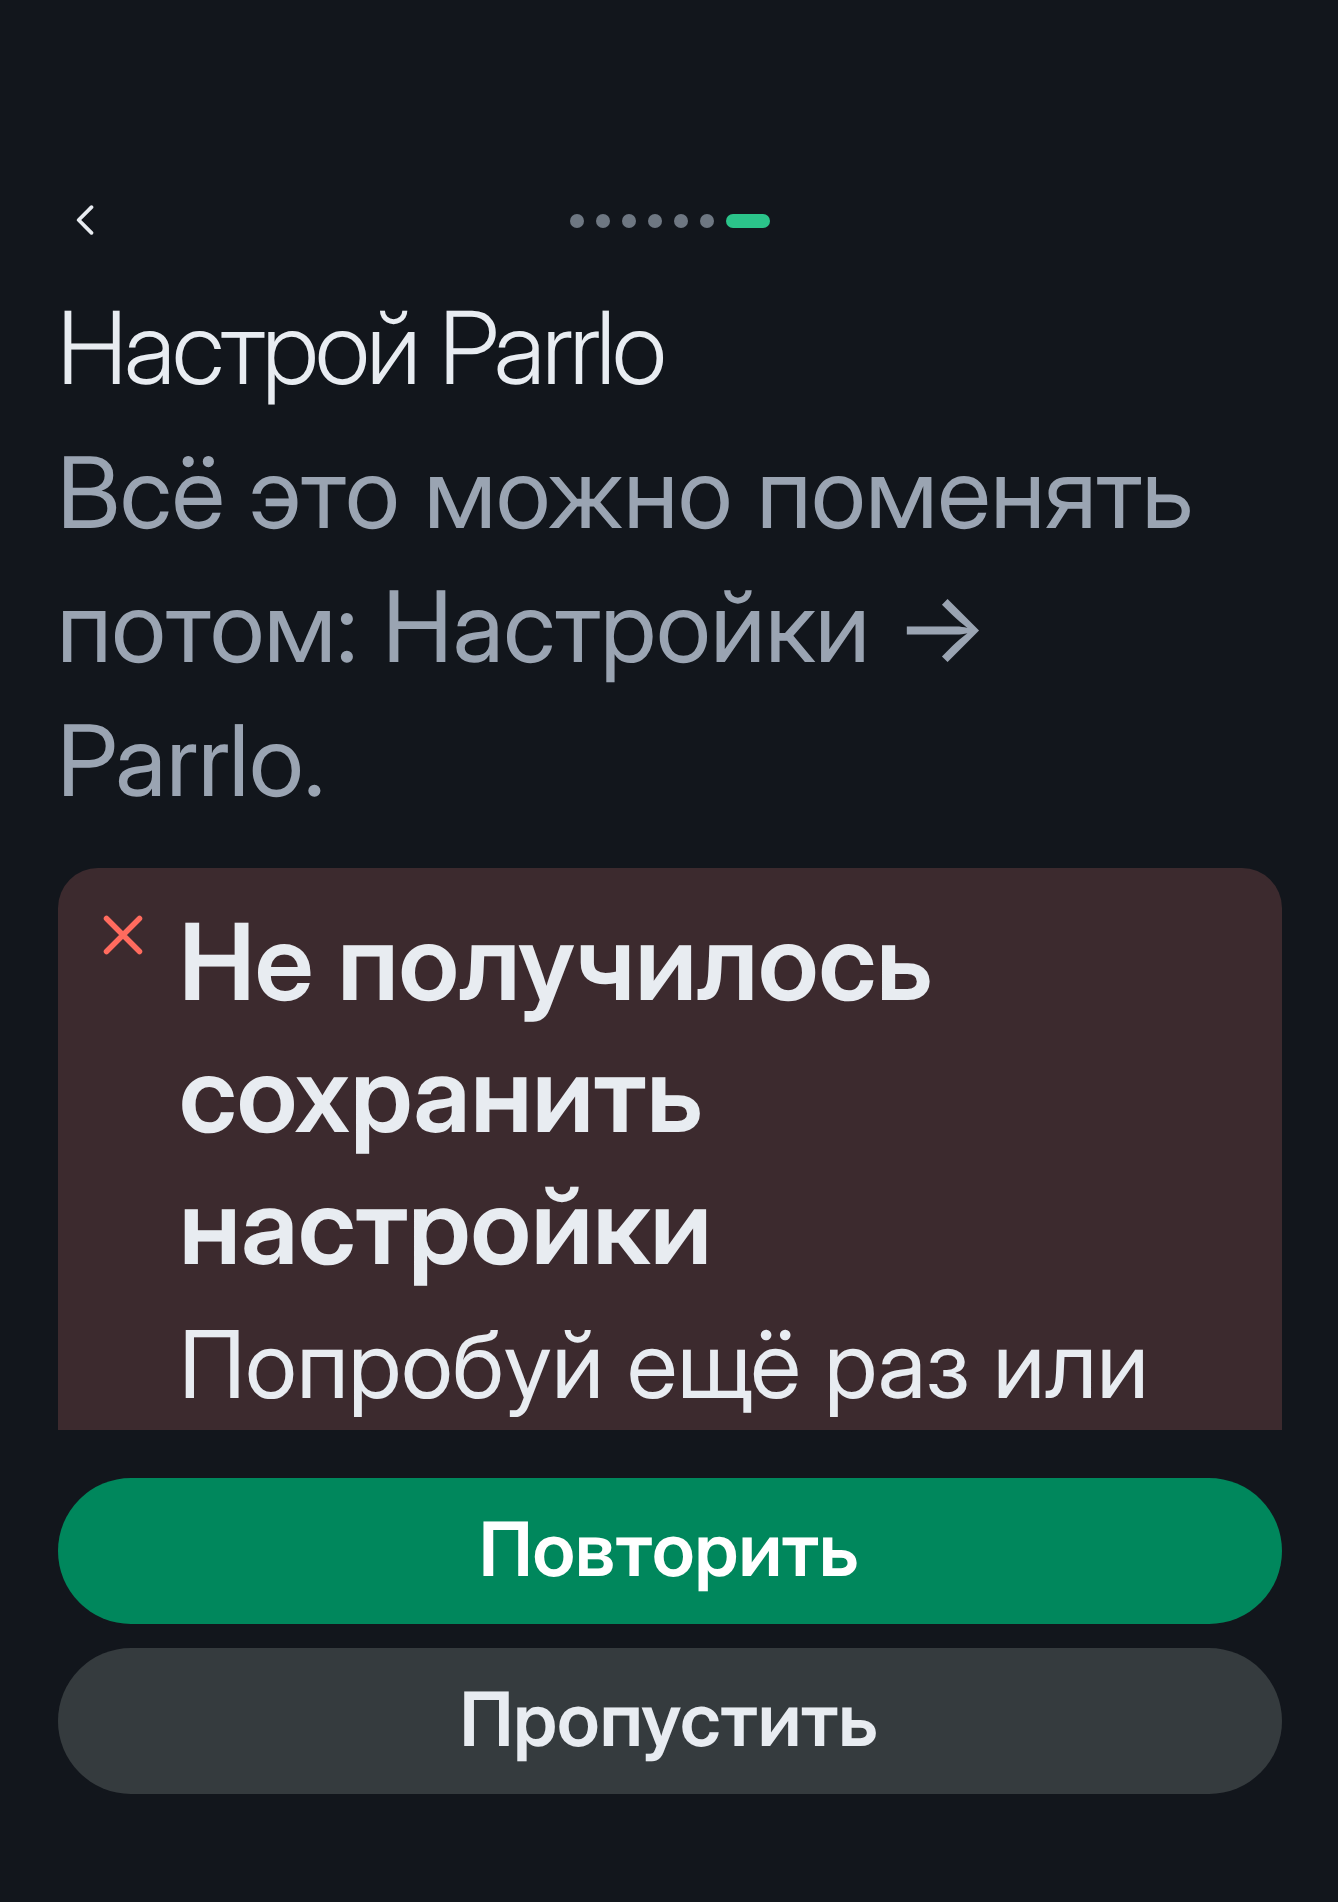 Настрой Parrlo
Всё это можно поменять
потом: Настройки →
Parrlo.
Не получилось
сохранить
настройки
Попробуй ещё раз или
Повторить
Пропустить